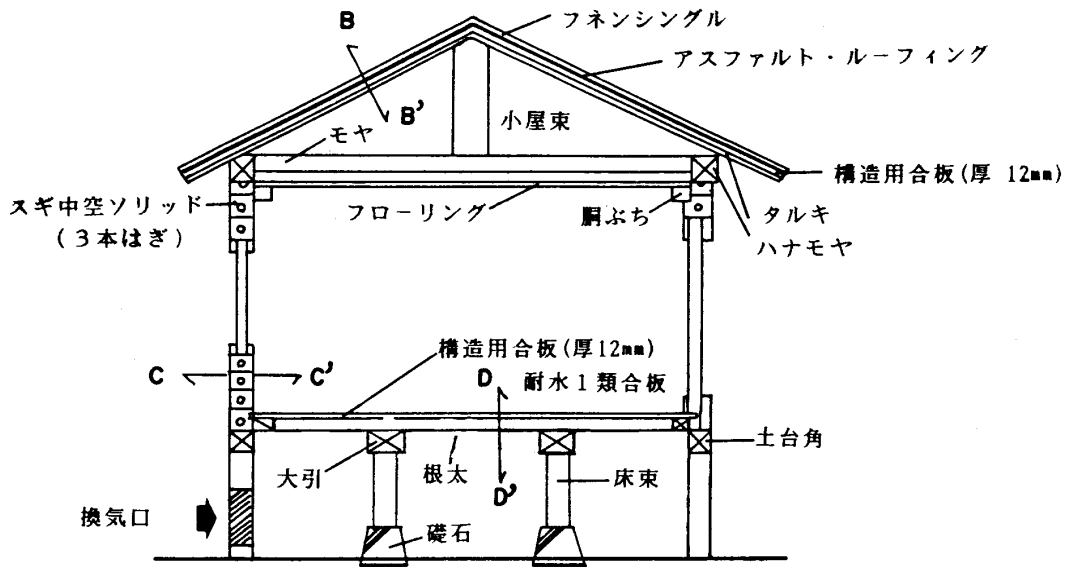 B
フネンシングル
アスファルト・ルーフィング
B'
小屋束
モヤ
構造用合板(厚 12mm)
スギ中空ソリッド
(3本はぎ)
フローリング
胴ぶち
タルキ
ハナモヤ
構造用合板(厚12mm)
C
C'
D
耐水1類合板
土台角
大引
根太
D'
床束
換気口
礎石